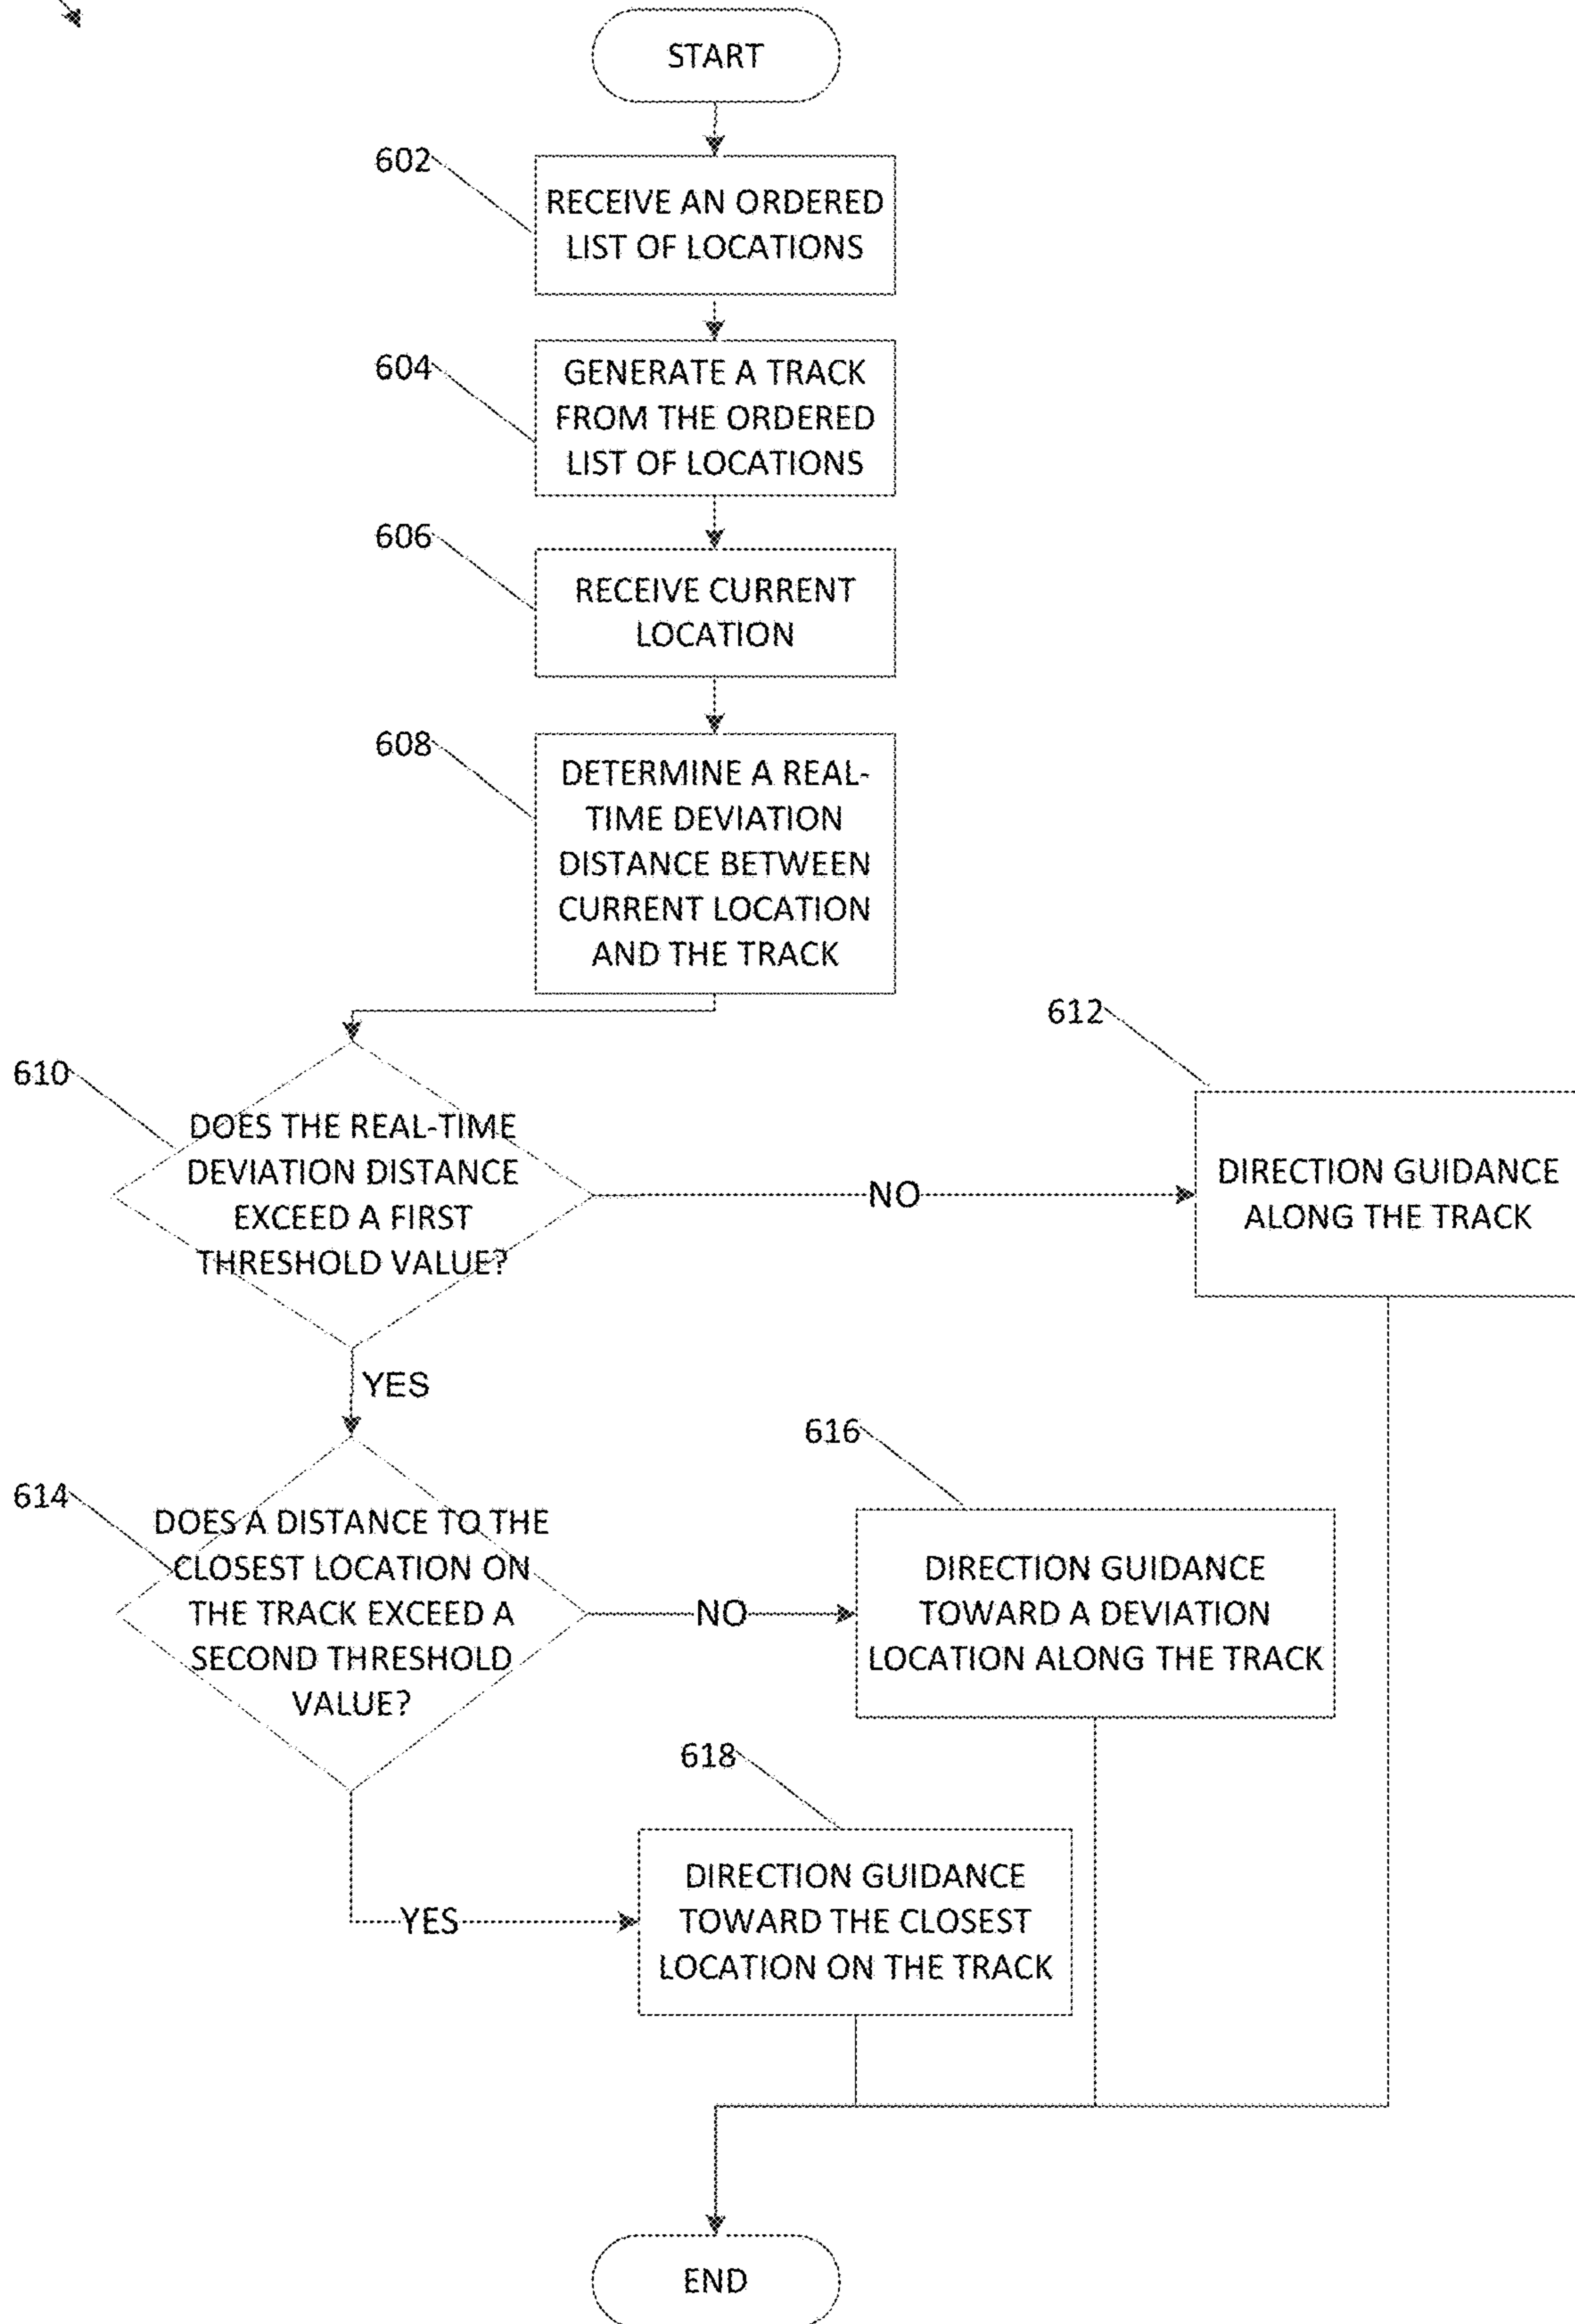 START
602
RECEIVE AN ORDERED
LIST OF LOCATIONS
604
GENERATE A TRACK
FROM THE ORDERED
LIST OF LOCATIONS
606
RECEIVE CURRENT
LOCATION
608
DETERMINE A REAL-
TIME DEVIATION
DISTANCE BETWEEN
CURRENT LOCATION
AND THE TRACK
610
DOES THE REAL-TIME
DEVIATION DISTANCE
EXCEED A FIRST
THRESHOLD VALUE?
NO
612
DIRECTION GUIDANCE
ALONG THE TRACK
YES
614
DOES A DISTANCE TO THE
CLOSEST LOCATION ON
THE TRACK EXCEED A
SECOND THRESHOLD
VALUE?
NO
616
DIRECTION GUIDANCE
TOWARD A DEVIATION
LOCATION ALONG THE TRACK
YES
618
DIRECTION GUIDANCE
TOWARD THE CLOSEST
LOCATION ON THE TRACK
END